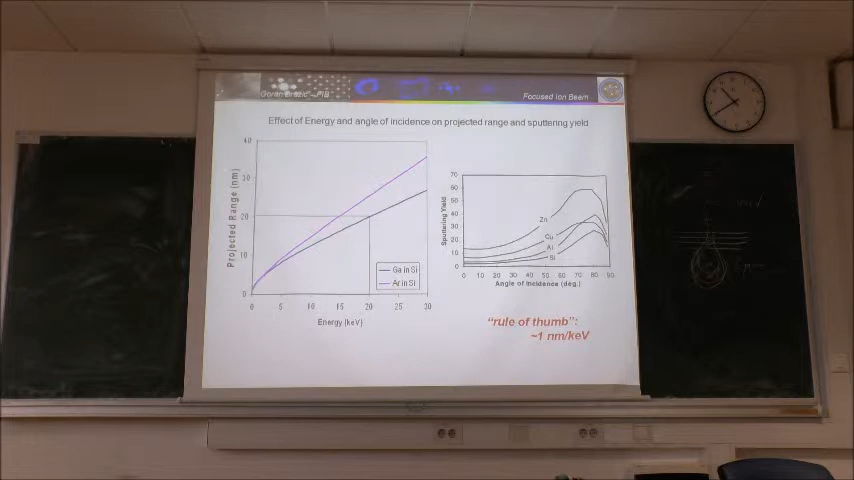 Goran Dražić – FIB
Focused Ion Beam
Effect of Energy and angle of incidence on projected range and sputtering yield
Projected Range (nm)
40
30
20
10
0
0 5 10 15 20 25 30
Energy (keV)
Ga in Si
Ar in Si
Sputtering Yield
70
60
50
40
30
20
10
0
Zn
Cu
Al
Si
0 10 20 30 40 50 60 70 80 90
Angle of Incidence (deg.)
"rule of thumb":
~1 nm/keV